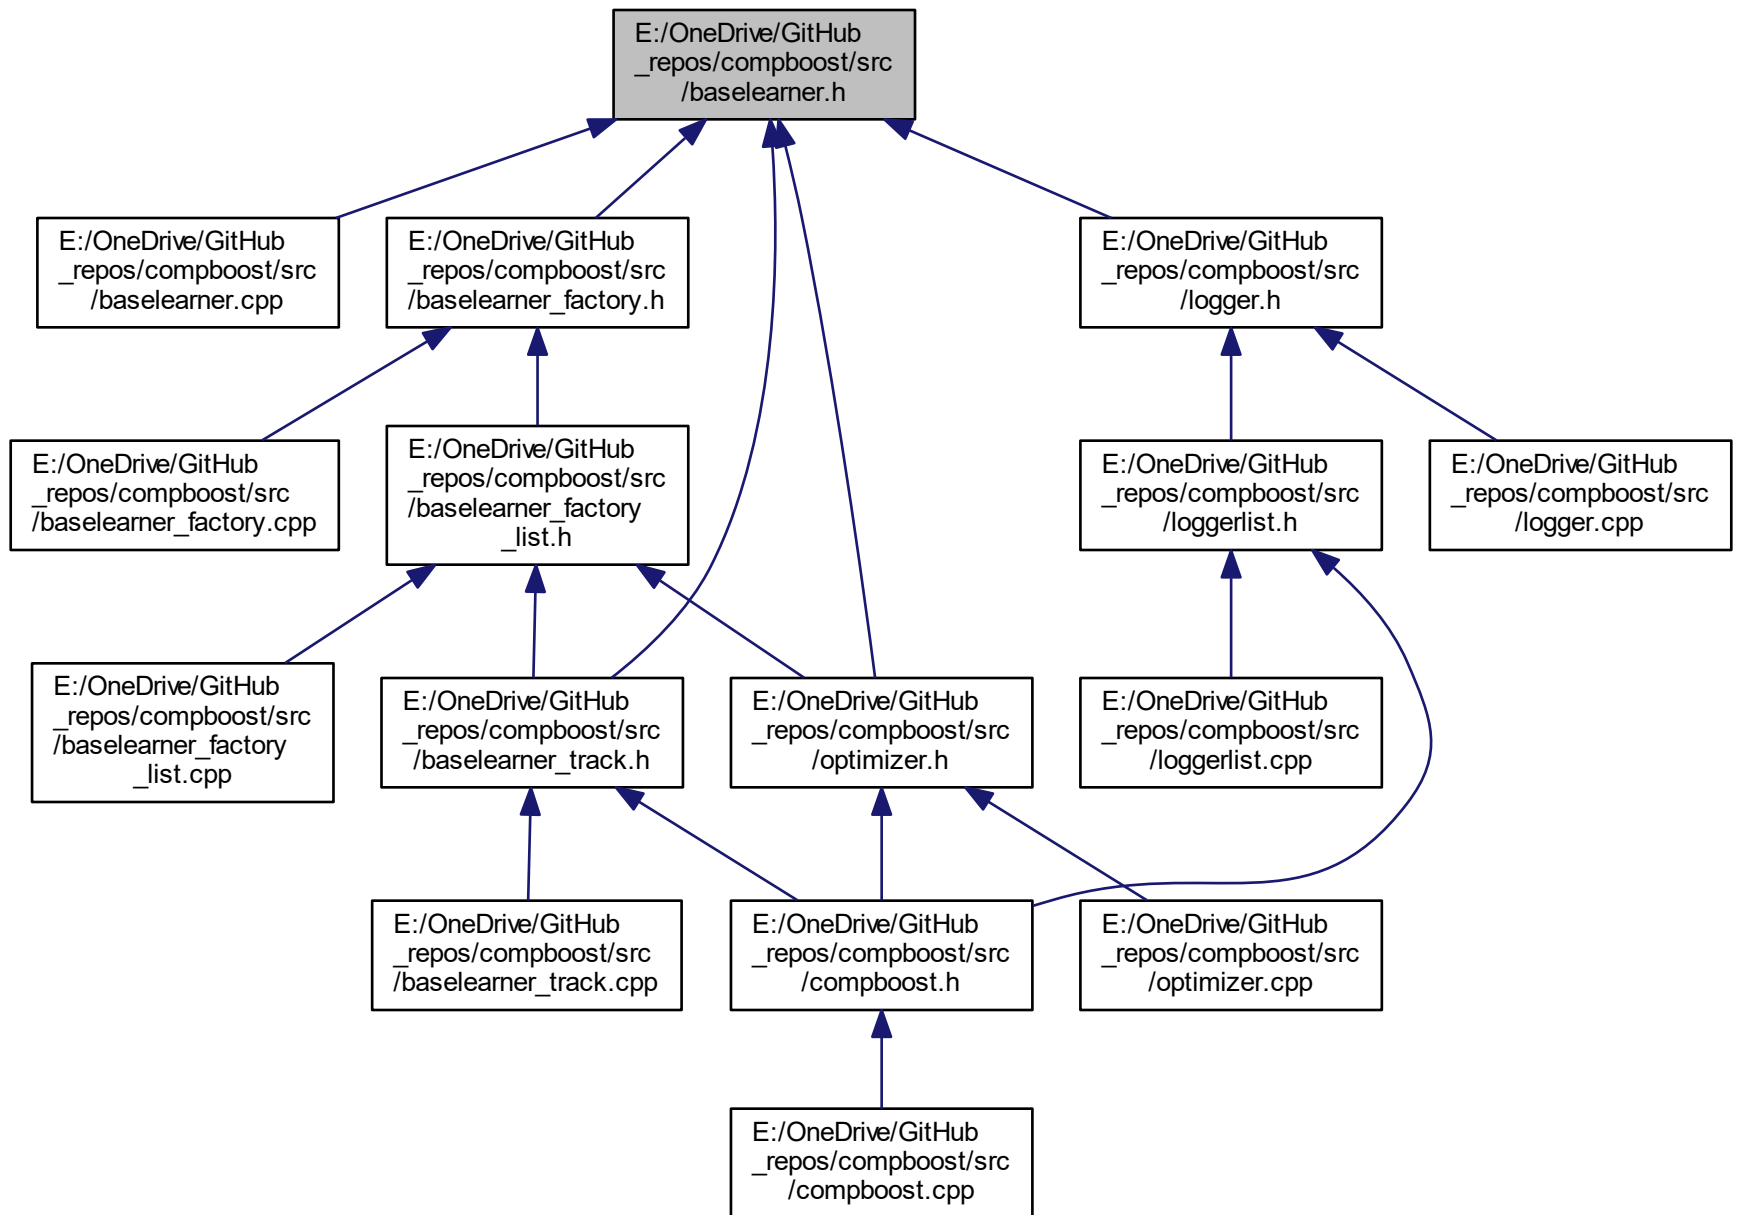 E:/OneDrive/GitHub
_repos/compboost/src
/baselearner.h
E:/OneDrive/GitHub
_repos/compboost/src
/baselearner.cpp
E:/OneDrive/GitHub
_repos/compboost/src
/baselearner_factory.h
E:/OneDrive/GitHub
_repos/compboost/src
/logger.h
E:/OneDrive/GitHub
_repos/compboost/src
/baselearner_factory.cpp
E:/OneDrive/GitHub
_repos/compboost/src
/baselearner_factory
_list.h
E:/OneDrive/GitHub
_repos/compboost/src
/loggerlist.h
E:/OneDrive/GitHub
_repos/compboost/src
/logger.cpp
E:/OneDrive/GitHub
_repos/compboost/src
/baselearner_factory
_list.cpp
E:/OneDrive/GitHub
_repos/compboost/src
/baselearner_track.h
E:/OneDrive/GitHub
_repos/compboost/src
/optimizer.h
E:/OneDrive/GitHub
_repos/compboost/src
/loggerlist.cpp
E:/OneDrive/GitHub
_repos/compboost/src
/baselearner_track.cpp
E:/OneDrive/GitHub
_repos/compboost/src
/compboost.h
E:/OneDrive/GitHub
_repos/compboost/src
/optimizer.cpp
E:/OneDrive/GitHub
_repos/compboost/src
/compboost.cpp